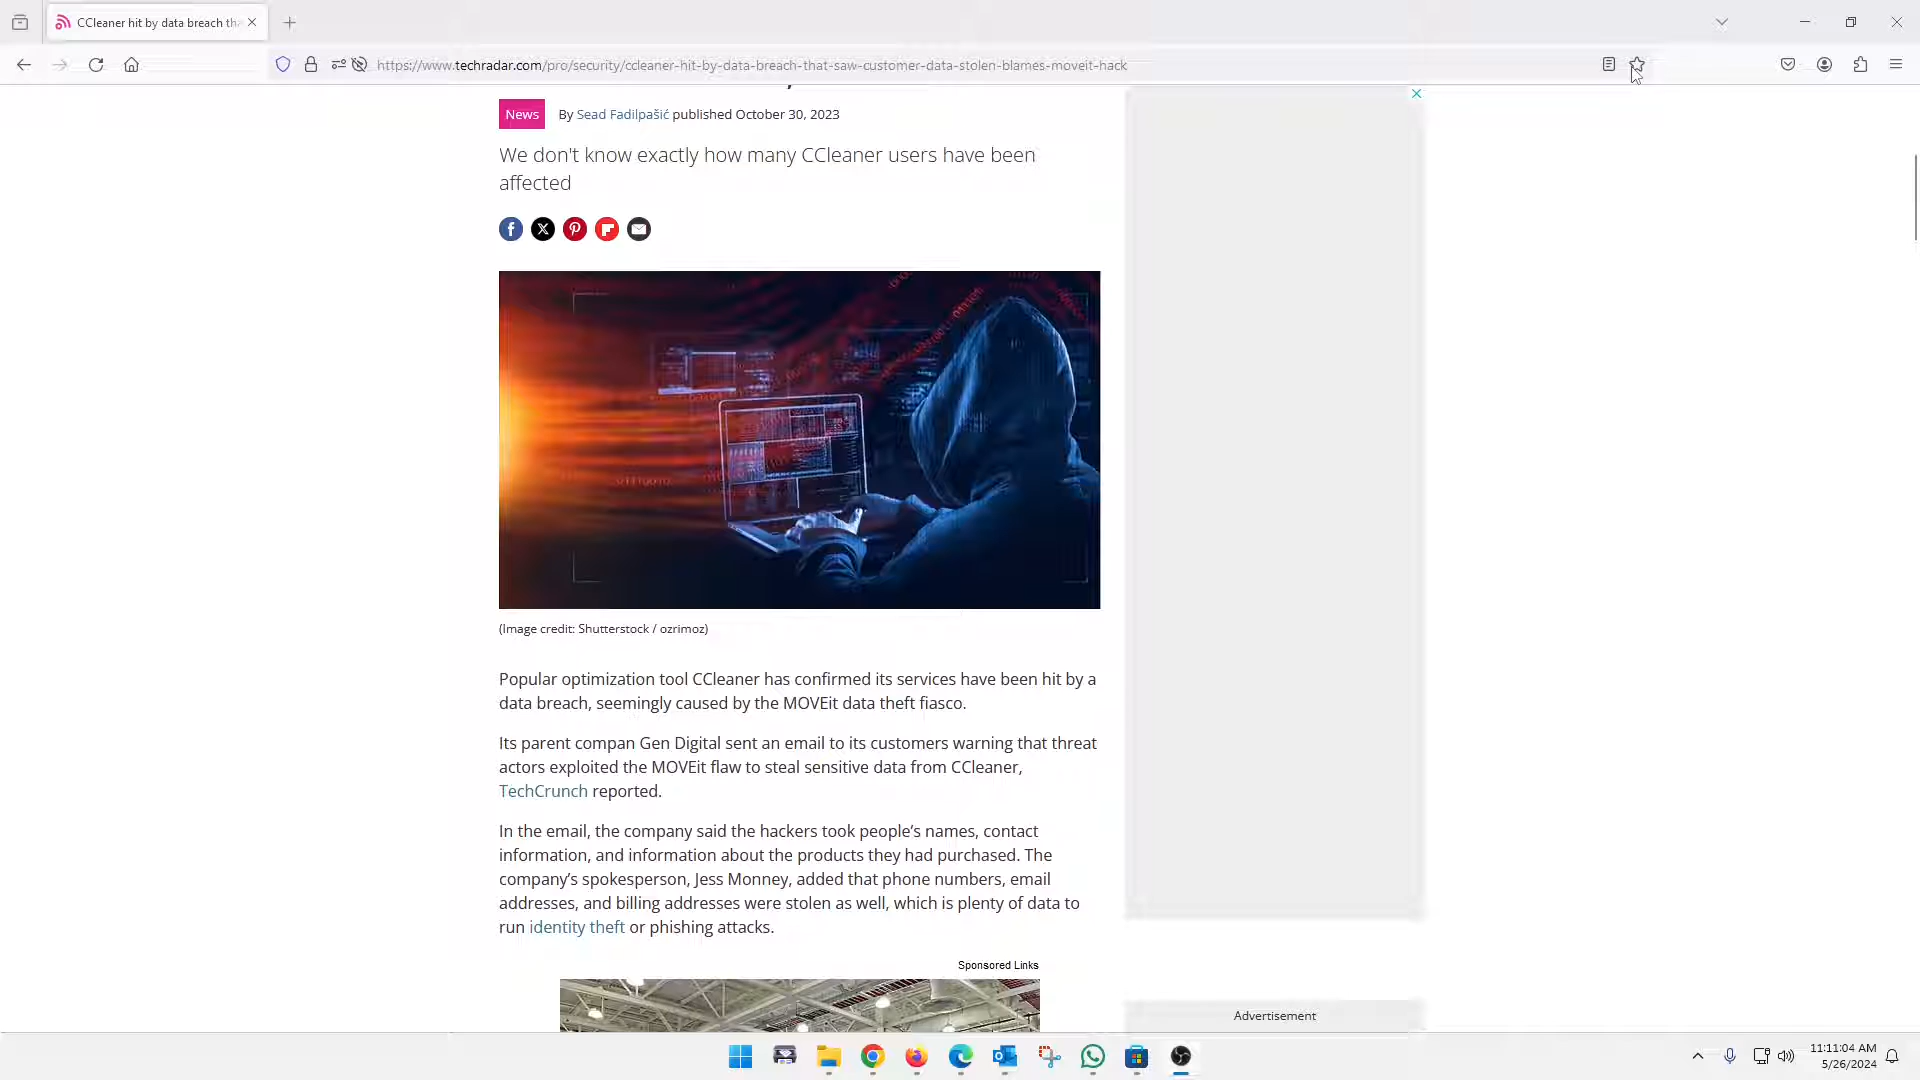 CCleaner hit by data breach tha
https://www.techradar.com/pro/security/ccleaner-hit-by-data-breach-that-saw-customer-data-stolen-blames-moveit-hack
News By Sead Fadilpašić published October 30, 2023
We don't know exactly how many CCleaner users have been
affected
(Image credit: Shutterstock / ozrimoz)
Popular optimization tool CCleaner has confirmed its services have been hit by a
data breach, seemingly caused by the MOVEit data theft fiasco.
Its parent compan Gen Digital sent an email to its customers warning that threat
actors exploited the MOVEit flaw to steal sensitive data from CCleaner,
TechCrunch reported.
In the email, the company said the hackers took people’s names, contact
information, and information about the products they had purchased. The
company’s spokesperson, Jess Monney, added that phone numbers, email
addresses, and billing addresses were stolen as well, which is plenty of data to
run identity theft or phishing attacks.
Sponsored Links
Advertisement
11:11:04 AM
5/26/2024